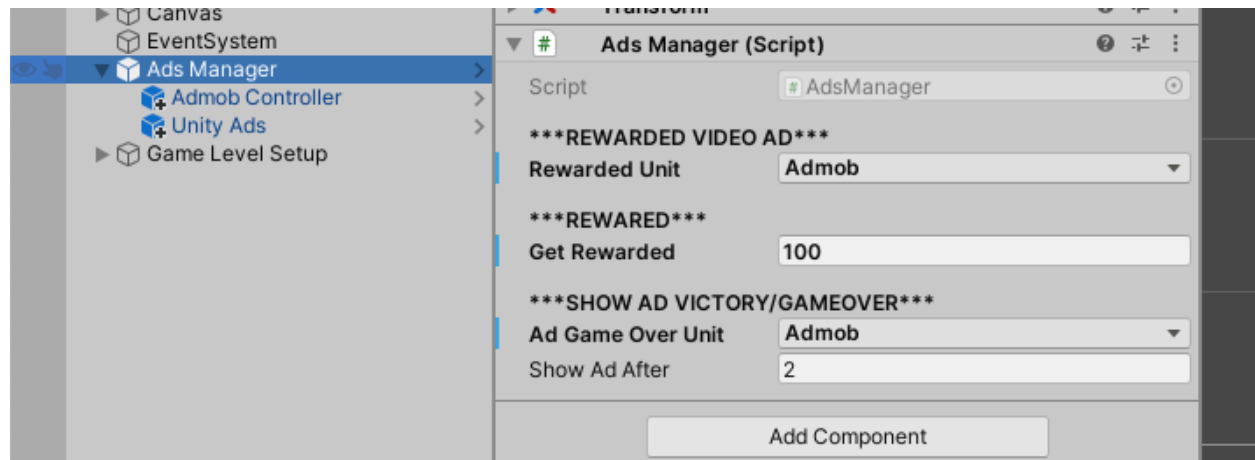 Canvas
EventSystem
Ads Manager
Admob Controller
Unity Ads
Game Level Setup
Transform
# Ads Manager (Script)
Script # AdsManager
***REWARDED VIDEO AD***
Rewarded Unit Admob
***REWARED***
Get Rewarded 100
***SHOW AD VICTORY/GAMEOVER***
Ad Game Over Unit Admob
Show Ad After 2
Add Component